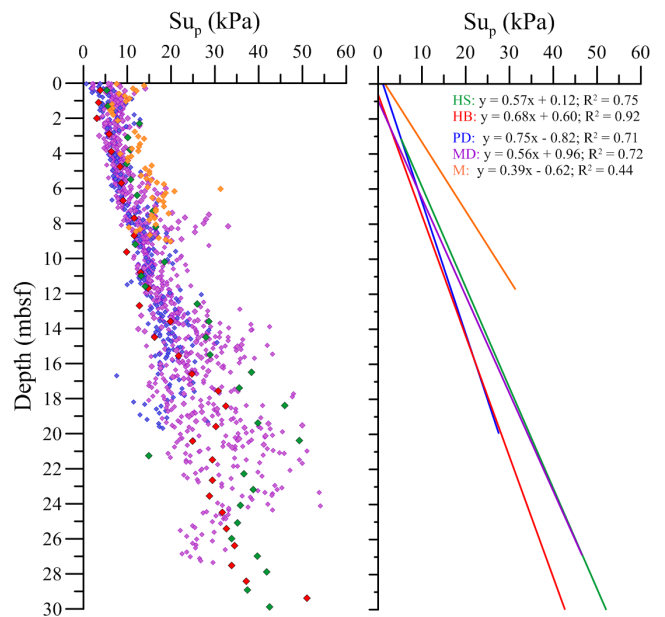 Su_p (kPa) Su_p (kPa)
0 10 20 30 40 50 60 0 10 20 30 40 50 60
0
2
4
6
8
10
12
14
16
18
20
22
24
26
28
30
Depth (mbsf)
HS: y = 0.57x + 0.12; R² = 0.75
HB: y = 0.68x + 0.60; R² = 0.92
PD: y = 0.75x - 0.82; R² = 0.71
MD: y = 0.56x + 0.96; R² = 0.72
M: y = 0.39x - 0.62; R² = 0.44